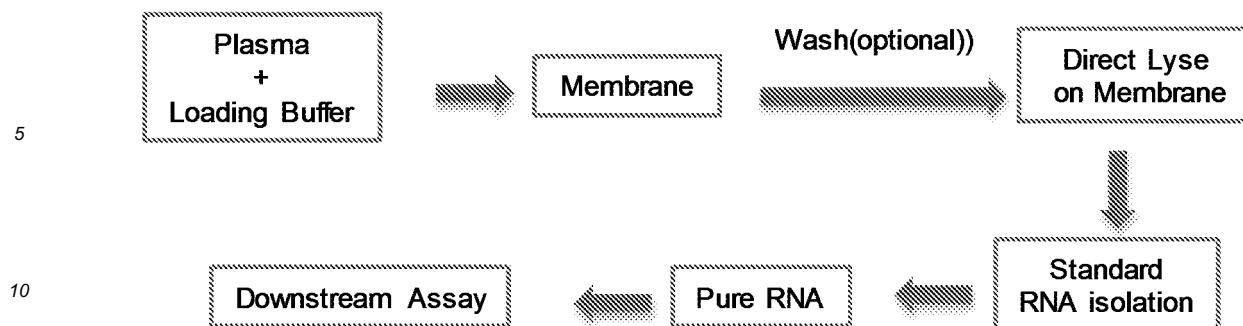 Plasma
+
Loading Buffer
Membrane
Wash(optional))
Direct Lyse
on Membrane
5
Standard
RNA isolation
Pure RNA
Downstream Assay
10